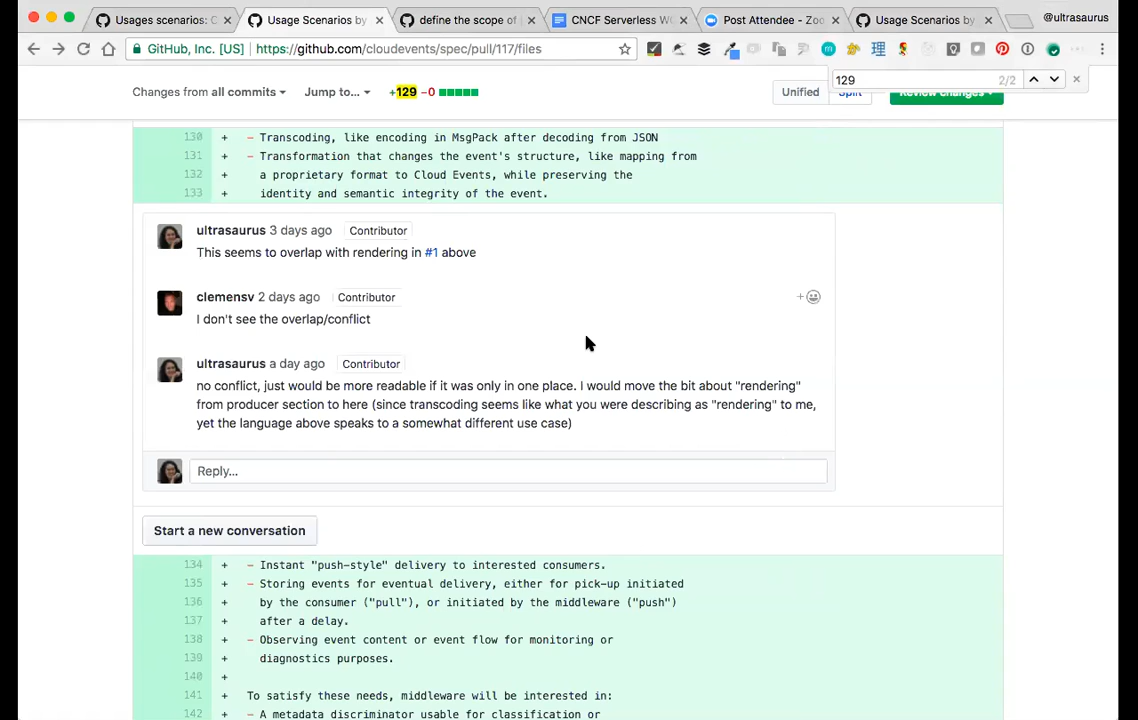 Usages scenarios: C
Usage Scenarios by
define the scope of
CNCF Serverless W
Post Attendee - Zoo
Usage Scenarios by
@ultrasaurus
GitHub, Inc. [US]
https://github.com/cloudevents/spec/pull/117/files
129
2/2
Changes from all commits
Jump to...
+129 −0
Unified
Split
Review changes
130 + - Transcoding, like encoding in MsgPack after decoding from JSON
131 + - Transformation that changes the event's structure, like mapping from
132 + a proprietary format to Cloud Events, while preserving the
133 + identity and semantic integrity of the event.
ultrasaurus 3 days ago Contributor
This seems to overlap with rendering in #1 above
clemensv 2 days ago Contributor
I don't see the overlap/conflict
ultrasaurus a day ago Contributor
no conflict, just would be more readable if it was only in one place. I would move the bit about "rendering"
from producer section to here (since transcoding seems like what you were describing as "rendering" to me,
yet the language above speaks to a somewhat different use case)
Reply...
Start a new conversation
134 + - Instant "push-style" delivery to interested consumers.
135 + - Storing events for eventual delivery, either for pick-up initiated
136 + by the consumer ("pull"), or initiated by the middleware ("push")
137 + after a delay.
138 + - Observing event content or event flow for monitoring or
139 + diagnostics purposes.
140 +
141 + To satisfy these needs, middleware will be interested in:
142 + - A metadata discriminator usable for classification or